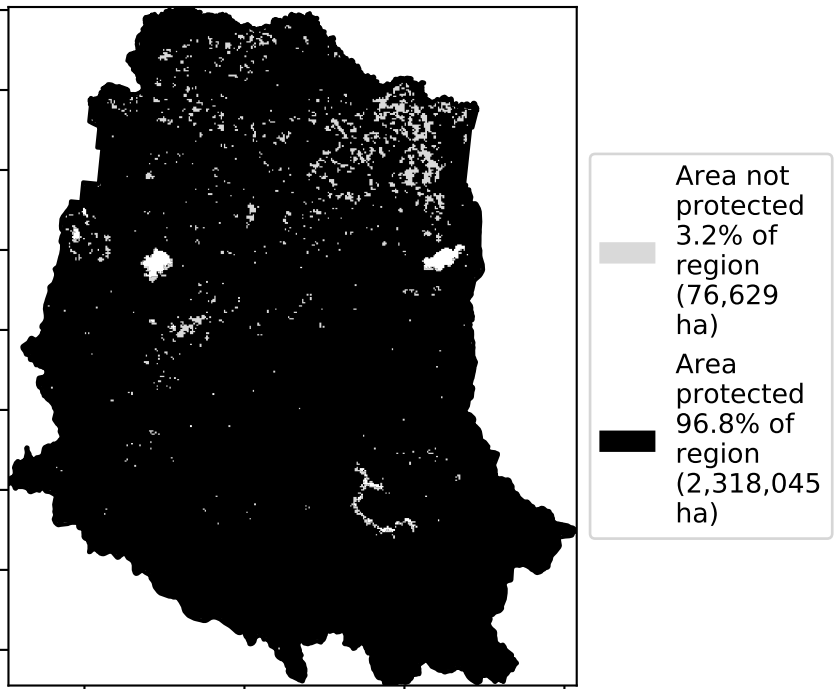 Area not
protected
3.2% of
region
(76,629
ha)
Area
protected
96.8% of
region
(2,318,045
ha)